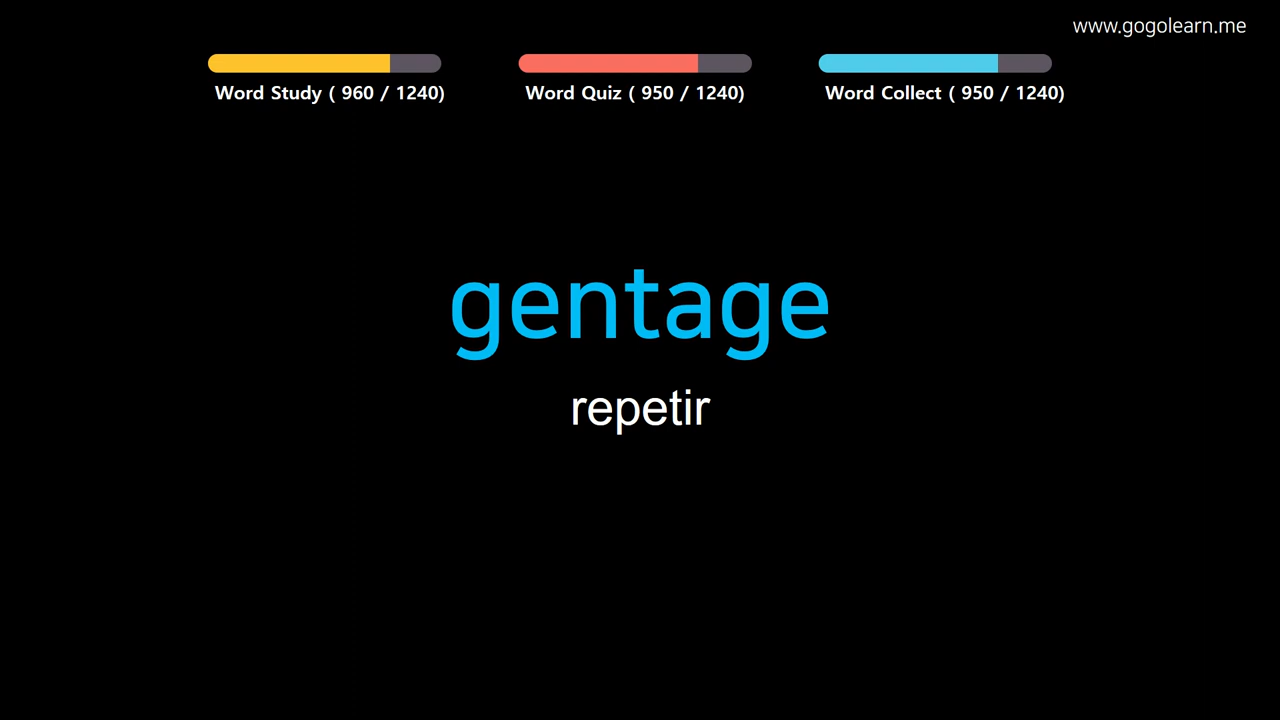 www.gogolearn.me
Word Study ( 960 / 1240)
Word Quiz ( 950 / 1240)
Word Collect ( 950 / 1240)
gentage
repetir